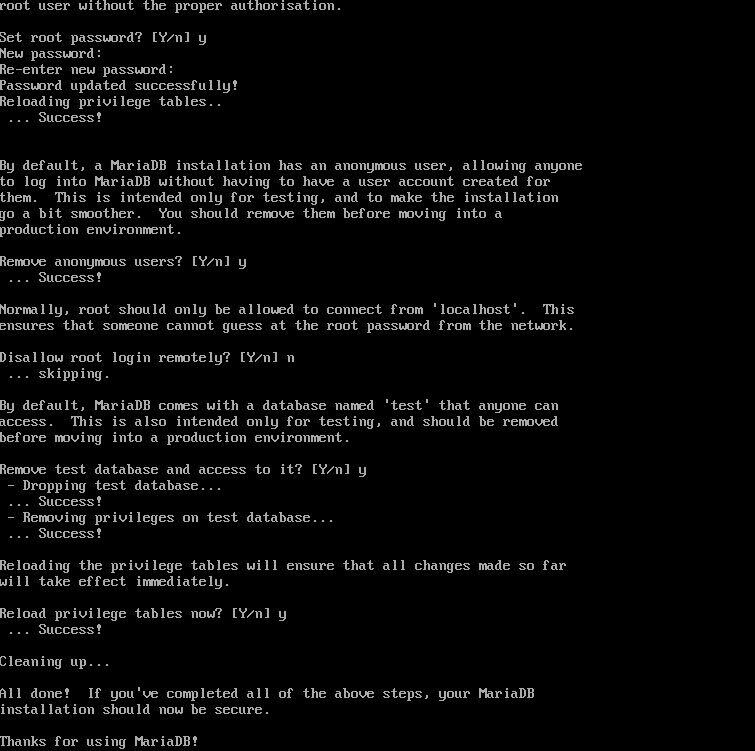 root user without the proper authorisation.
Set root password? [Y/n] y
New password:
Re-enter new password:
Password updated successfully!
Reloading privilege tables..
 ... Success!
By default, a MariaDB installation has an anonymous user, allowing anyone
to log into MariaDB without having to have a user account created for
them.  This is intended only for testing, and to make the installation
go a bit smoother.  You should remove them before moving into a
production environment.
Remove anonymous users? [Y/n] y
 ... Success!
Normally, root should only be allowed to connect from 'localhost'.  This
ensures that someone cannot guess at the root password from the network.
Disallow root login remotely? [Y/n] n
 ... skipping.
By default, MariaDB comes with a database named 'test' that anyone can
access.  This is also intended only for testing, and should be removed
before moving into a production environment.
Remove test database and access to it? [Y/n] y
 - Dropping test database...
 ... Success!
 - Removing privileges on test database...
 ... Success!
Reloading the privilege tables will ensure that all changes made so far
will take effect immediately.
Reload privilege tables now? [Y/n] y
 ... Success!
Cleaning up...
All done!  If you've completed all of the above steps, your MariaDB
installation should now be secure.
Thanks for using MariaDB!